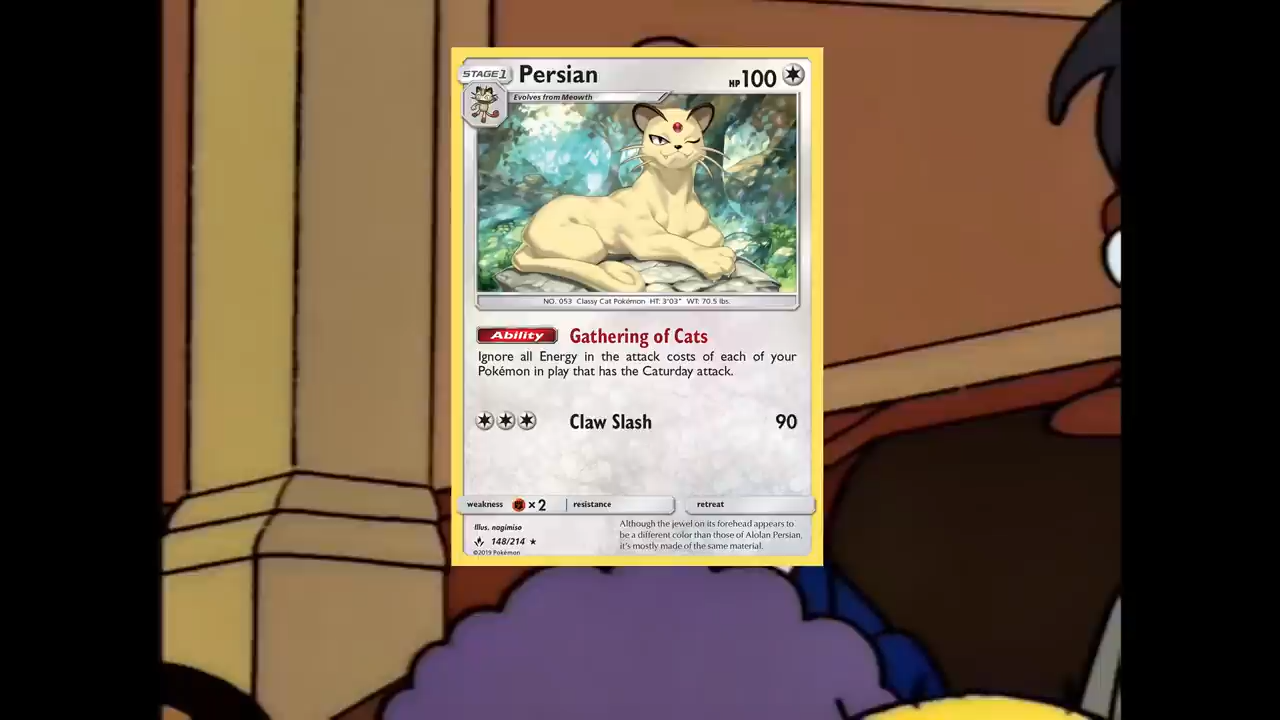 STAGE1 Persian HP100
Evolves from Meowth
NO. 053 Classy Cat Pokémon HT: 3'03" WT: 70.5 lbs.
Ability Gathering of Cats
Ignore all Energy in the attack costs of each of your
Pokémon in play that has the Caturday attack.
Claw Slash 90
weakness ×2 resistance retreat
Illus. nagimiso
148/214 ★
©2019 Pokémon
Although the jewel on its forehead appears to
be a different color than those of Alolan Persian,
it's mostly made of the same material.